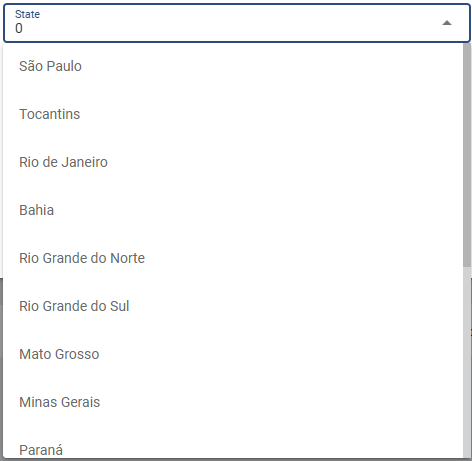 State
0
São Paulo
Tocantins
Rio de Janeiro
Bahia
Rio Grande do Norte
Rio Grande do Sul
Mato Grosso
Minas Gerais
Paraná